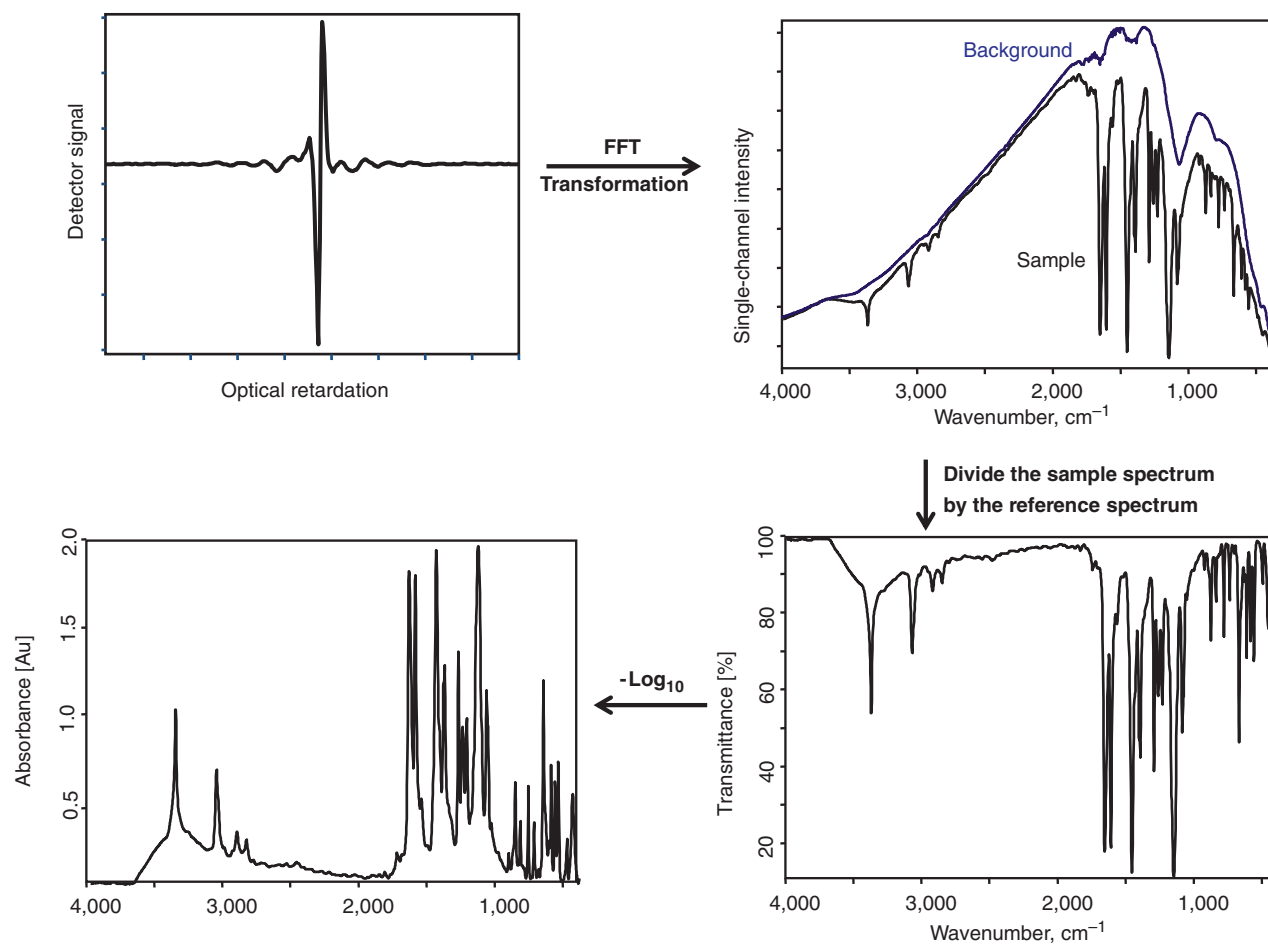 Detector signal
Optical retardation
FFT
Transformation
Single-channel intensity
Background
Sample
4,000 3,000 2,000 1,000
Wavenumber, cm–1
Divide the sample spectrum
by the reference spectrum
Transmittance [%]
100
80
60
40
20
4,000 3,000 2,000 1,000
Wavenumber, cm–1
-Log10
Absorbance [Au]
2.0
1.5
1.0
0.5
4,000 3,000 2,000 1,000